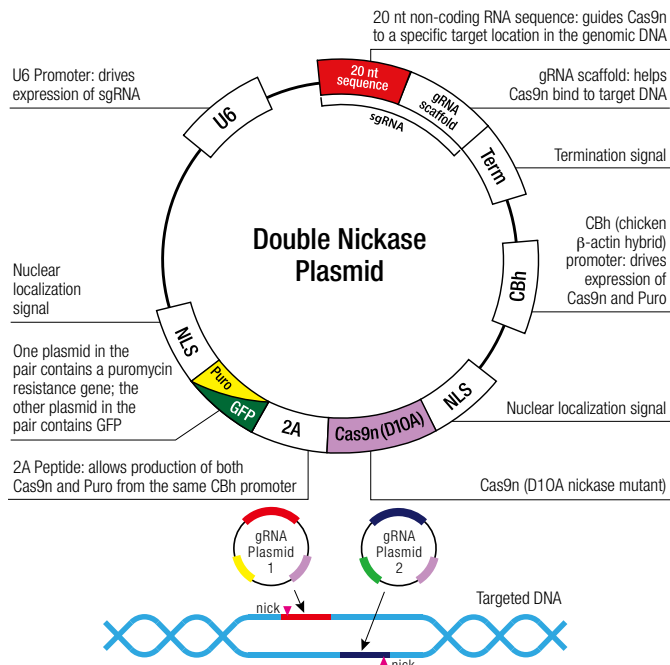 20 nt non-coding RNA sequence: guides Cas9n
to a specific target location in the genomic DNA
U6 Promoter: drives
expression of sgRNA
20 nt
sequence
gRNA
scaffold
sgRNA
gRNA scaffold: helps
Cas9n bind to target DNA
U6
Term
Termination signal
Double Nickase
Plasmid
CBh (chicken
β-actin hybrid)
promoter: drives
expression of
Cas9n and Puro
CBh
Nuclear
localization
signal
NLS
One plasmid in the
pair contains a puromycin
resistance gene; the
other plasmid in the
pair contains GFP
Puro
GFP
2A
Cas9n (D10A)
NLS
Nuclear localization signal
2A Peptide: allows production of both
Cas9n and Puro from the same CBh promoter
Cas9n (D10A nickase mutant)
gRNA
Plasmid
1
gRNA
Plasmid
2
Targeted DNA
nick
nick